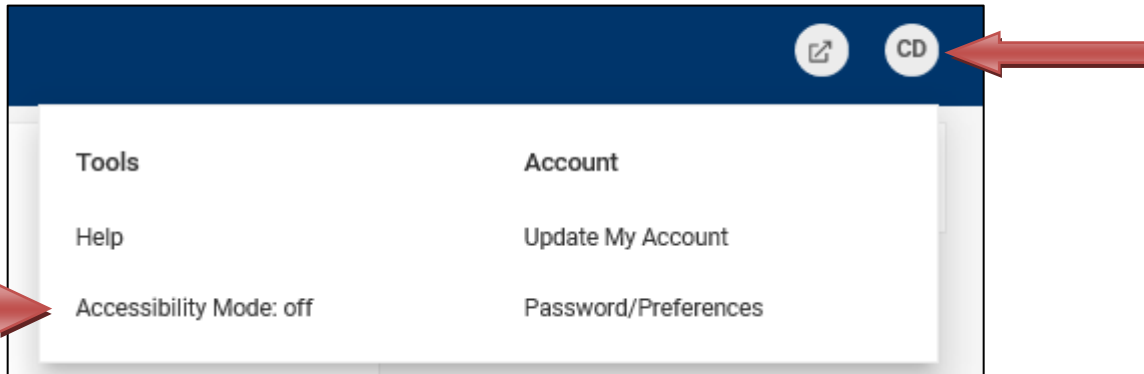 CD
Tools
Account
Help
Update My Account
Accessibility Mode: off
Password/Preferences